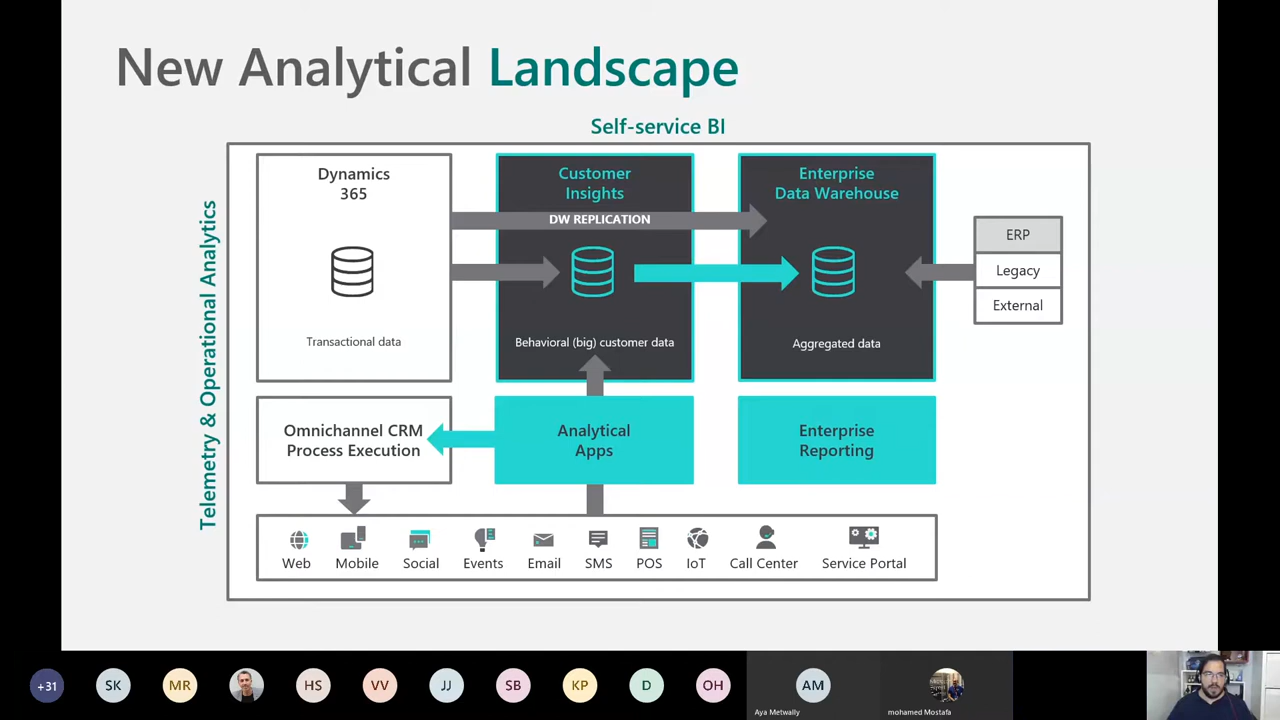 New Analytical Landscape
Self-service BI
Telemetry & Operational Analytics
Dynamics
365
Transactional data
Customer
Insights
DW REPLICATION
Behavioral (big) customer data
Enterprise
Data Warehouse
Aggregated data
ERP
Legacy
External
Omnichannel CRM
Process Execution
Analytical
Apps
Enterprise
Reporting
Web
Mobile
Social
Events
Email
SMS
POS
IoT
Call Center
Service Portal
+31
SK
MR
HS
VV
JJ
SB
KP
D
OH
AM
Aya Metwally
mohamed Mostafa